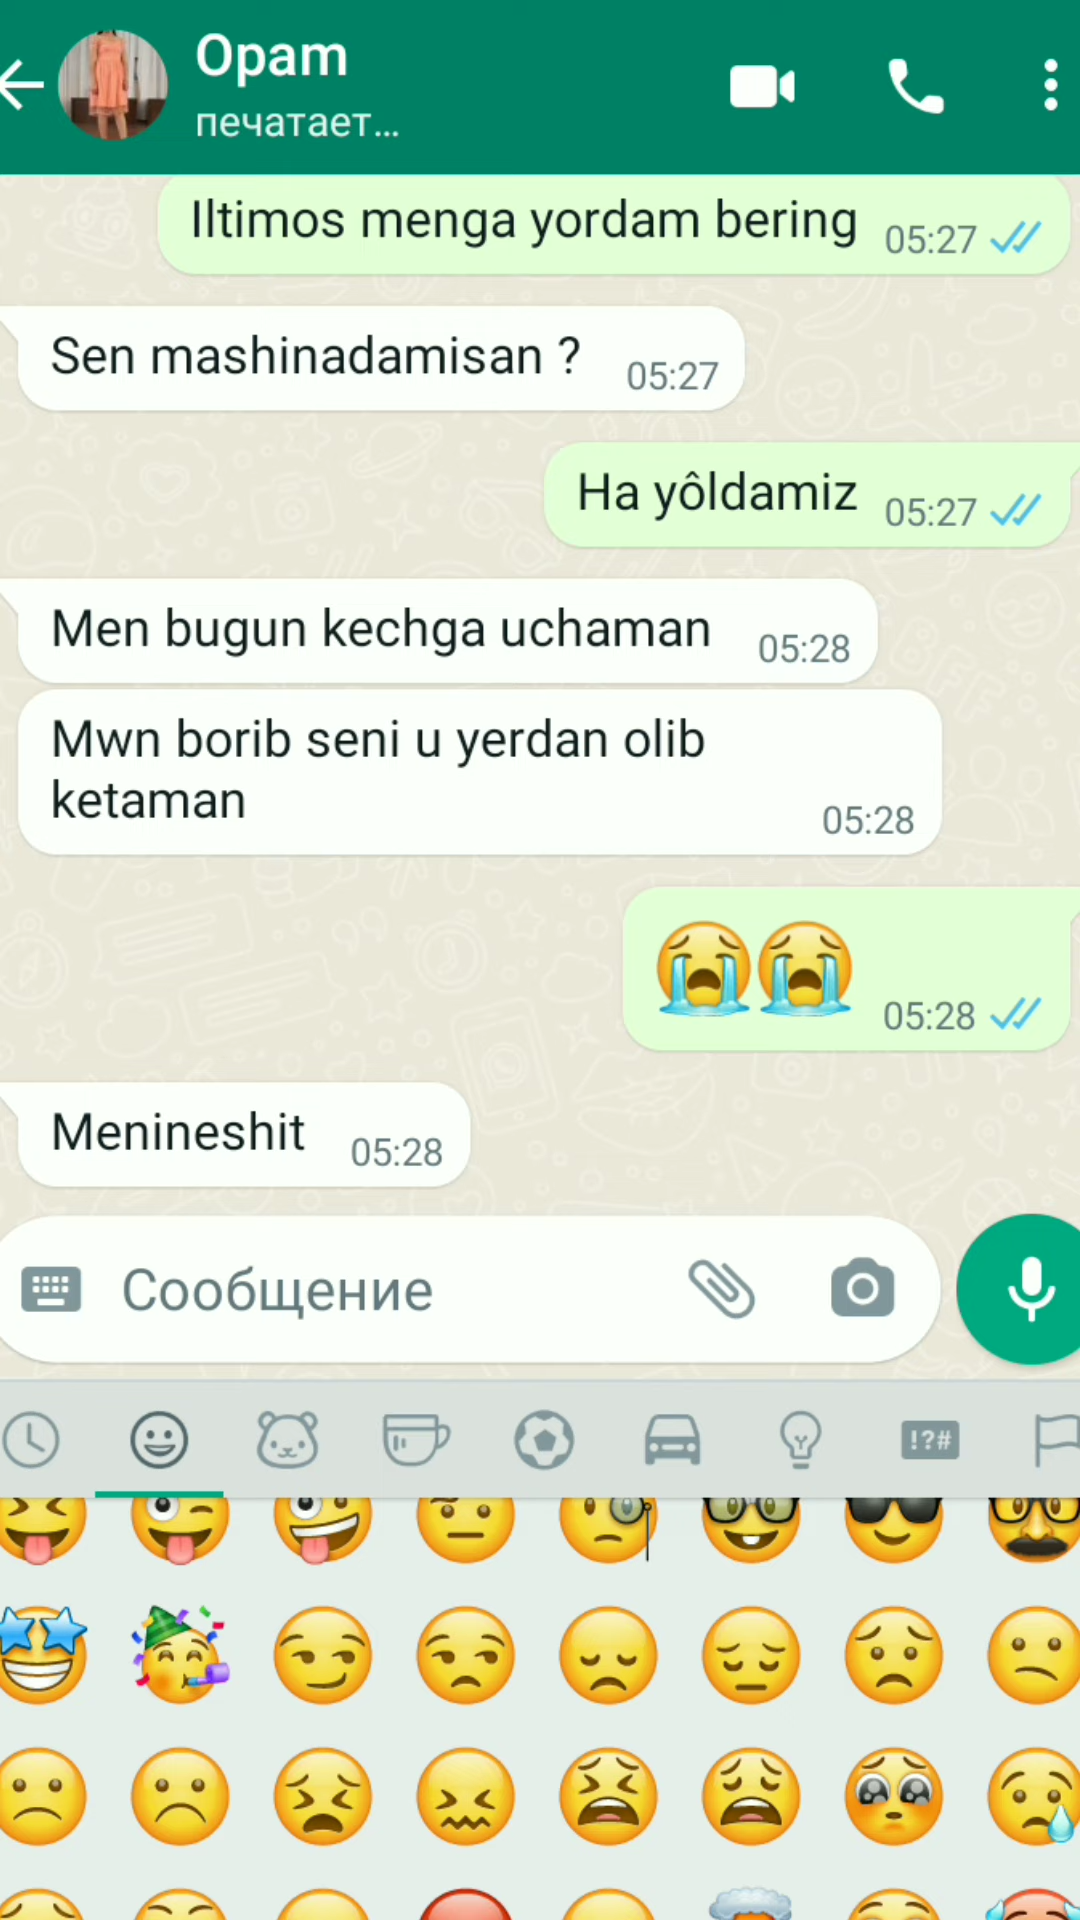 Opam
печатает...
Iltimos menga yordam bering 05:27
Sen mashinadamisan ? 05:27
Ha yôldamiz 05:27
Men bugun kechga uchaman 05:28
Mwn borib seni u yerdan olib
ketaman 05:28
05:28
Menineshit 05:28
Сообщение
!?#